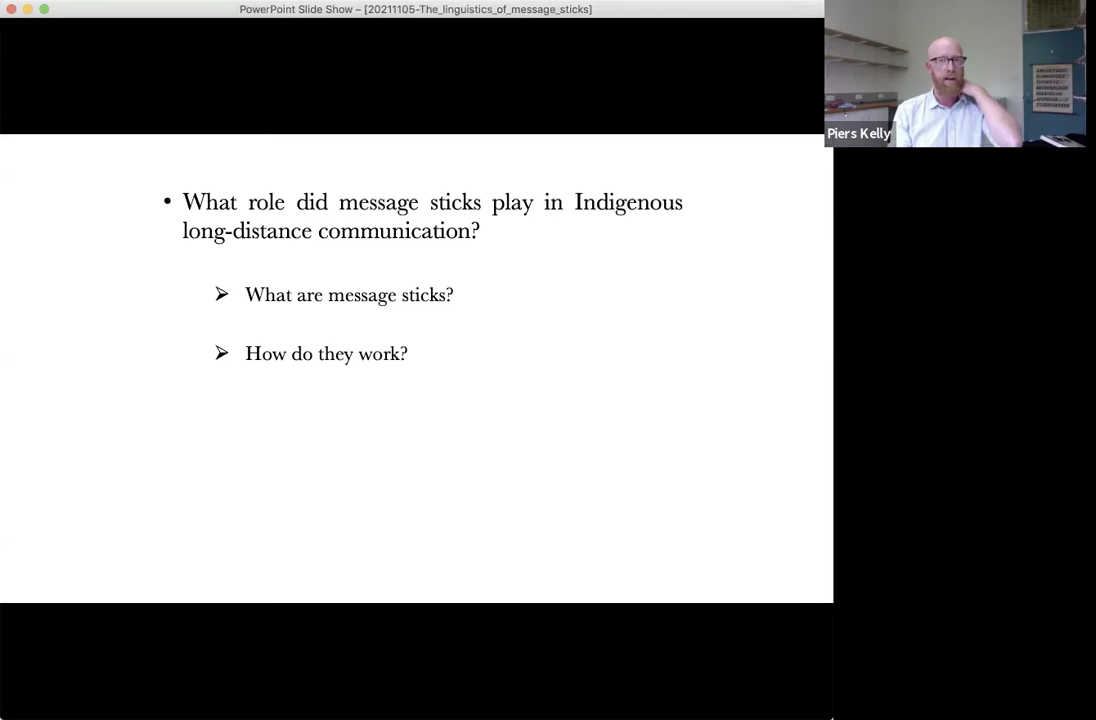 PowerPoint Slide Show – [20211105-The_linguistics_of_message_sticks]
Piers Kelly
• What role did message sticks play in Indigenous
long-distance communication?
➢ What are message sticks?
➢ How do they work?